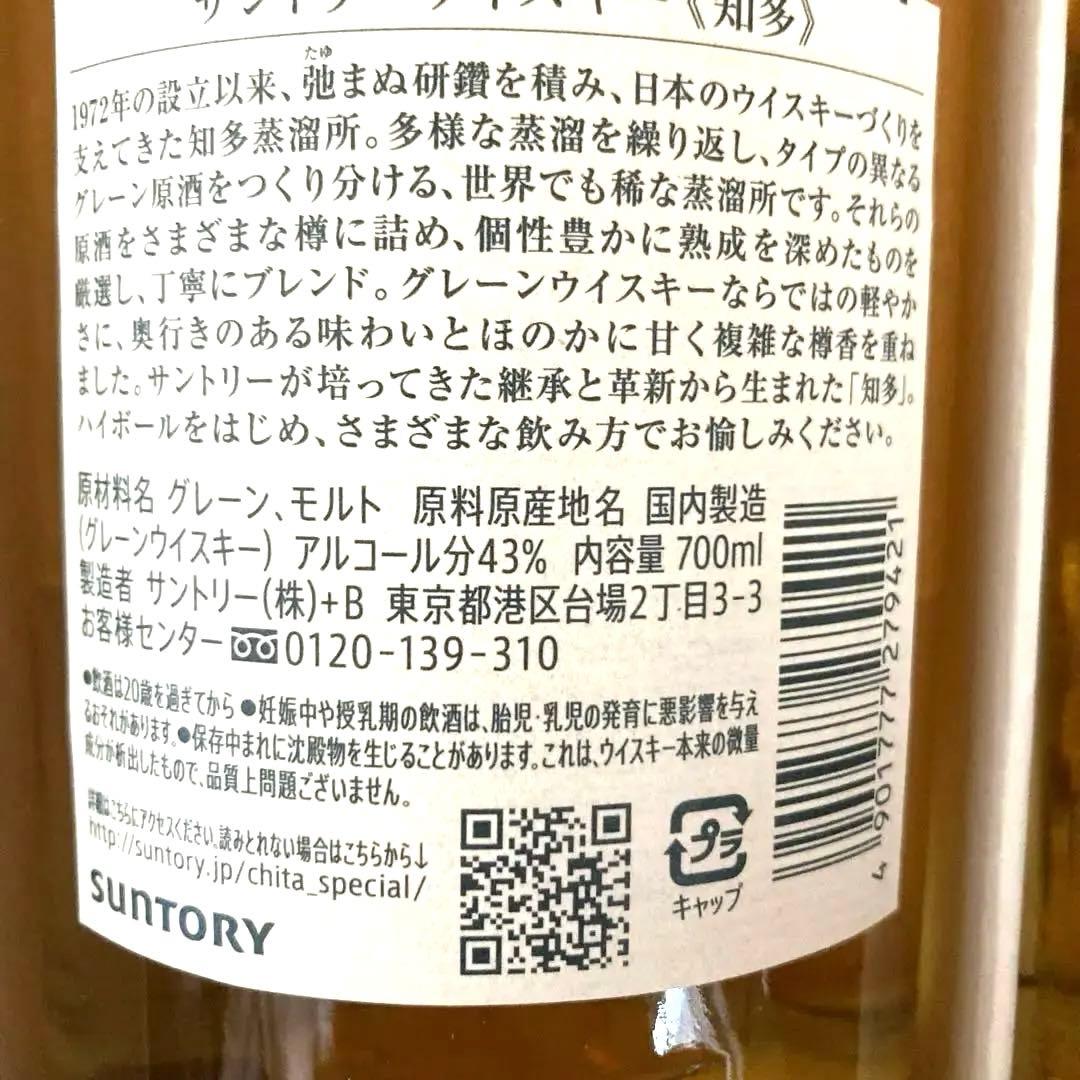 サントリーウイスキー《知多》
たゆ
1972年の設立以来、弛まぬ研鑽を積み、日本のウイスキーづくりを
支えてきた知多蒸溜所。多様な蒸溜を繰り返し、タイプの異なる
グレーン原酒をつくり分ける、世界でも稀な蒸溜所です。それらの
原酒をさまざまな樽に詰め、個性豊かに熟成を深めたものを
厳選し、丁寧にブレンド。グレーンウイスキーならではの軽やか
さに、奥行きのある味わいとほのかに甘く複雑な樽香を重ね
ました。サントリーが培ってきた継承と革新から生まれた「知多」。
ハイボールをはじめ、さまざまな飲み方でお愉しみください。
原材料名 グレーン、モルト 原料原産地名 国内製造
(グレーンウイスキー) アルコール分43% 内容量 700ml
製造者 サントリー(株)+B 東京都港区台場2丁目3-3
お客様センター 0120-139-310
●飲酒は20歳を過ぎてから ●妊娠中や授乳期の飲酒は、胎児・乳児の発育に悪影響を与え
るおそれがあります。●保存中まれに沈殿物を生じることがあります。これは、ウイスキー本来の微量
成分が析出したもので、品質上問題ございません。
詳細はこちらにアクセスください。読みとれない場合はこちらから↓
http://suntory.jp/chita_special/
SUNTORY
プラ
キャップ
4 901777 279421